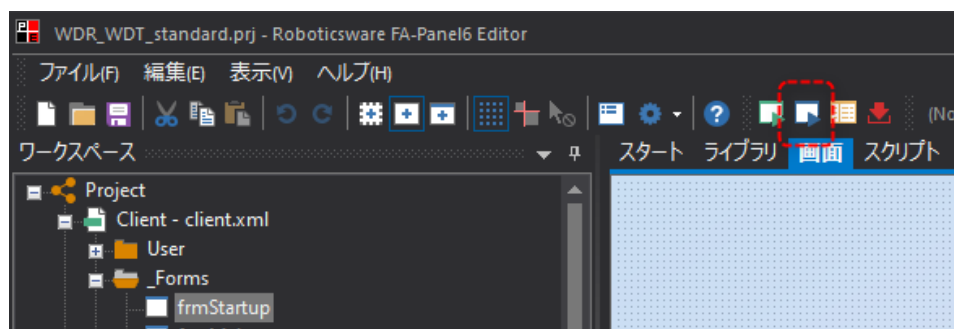 WDR_WDT_standard.prj - Roboticsware FA-Panel6 Editor
ファイル(F) 編集(E) 表示(V) ヘルプ(H)
(No
ワークスペース
スタート ライブラリ 画面 スクリプト
Project
Client - client.xml
User
_Forms
frmStartup